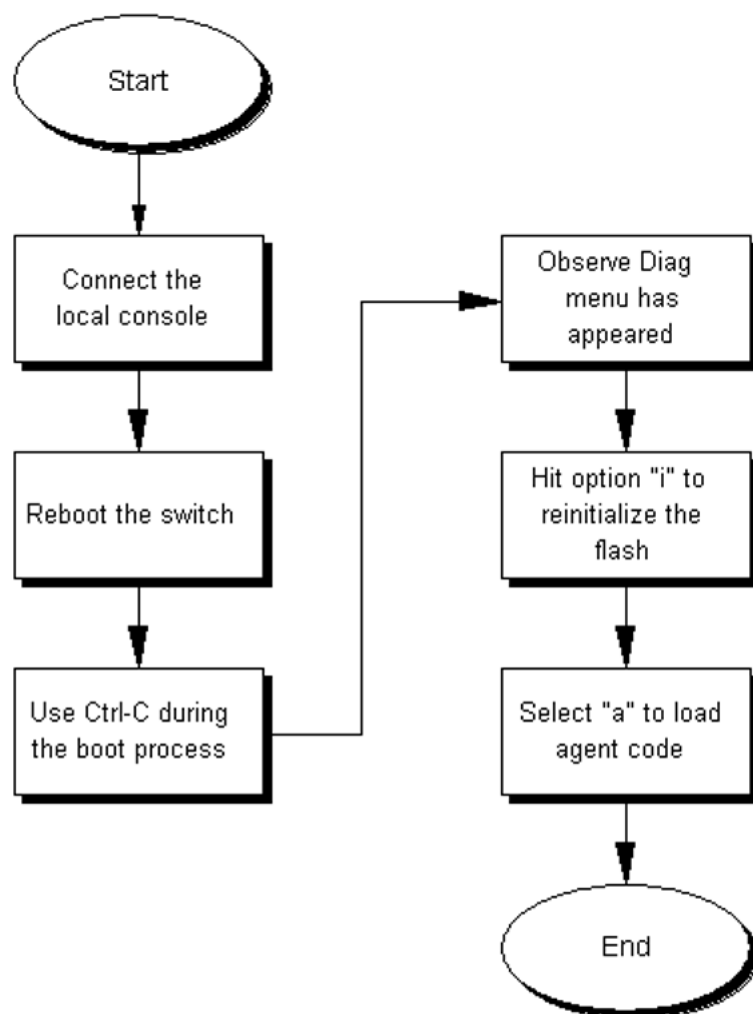 Start
Connect the
local console
Reboot the switch
Use Ctrl-C during
the boot process
Observe Diag
menu has
appeared
Hit option "i" to
reinitialize the
flash
Select "a" to load
agent code
End